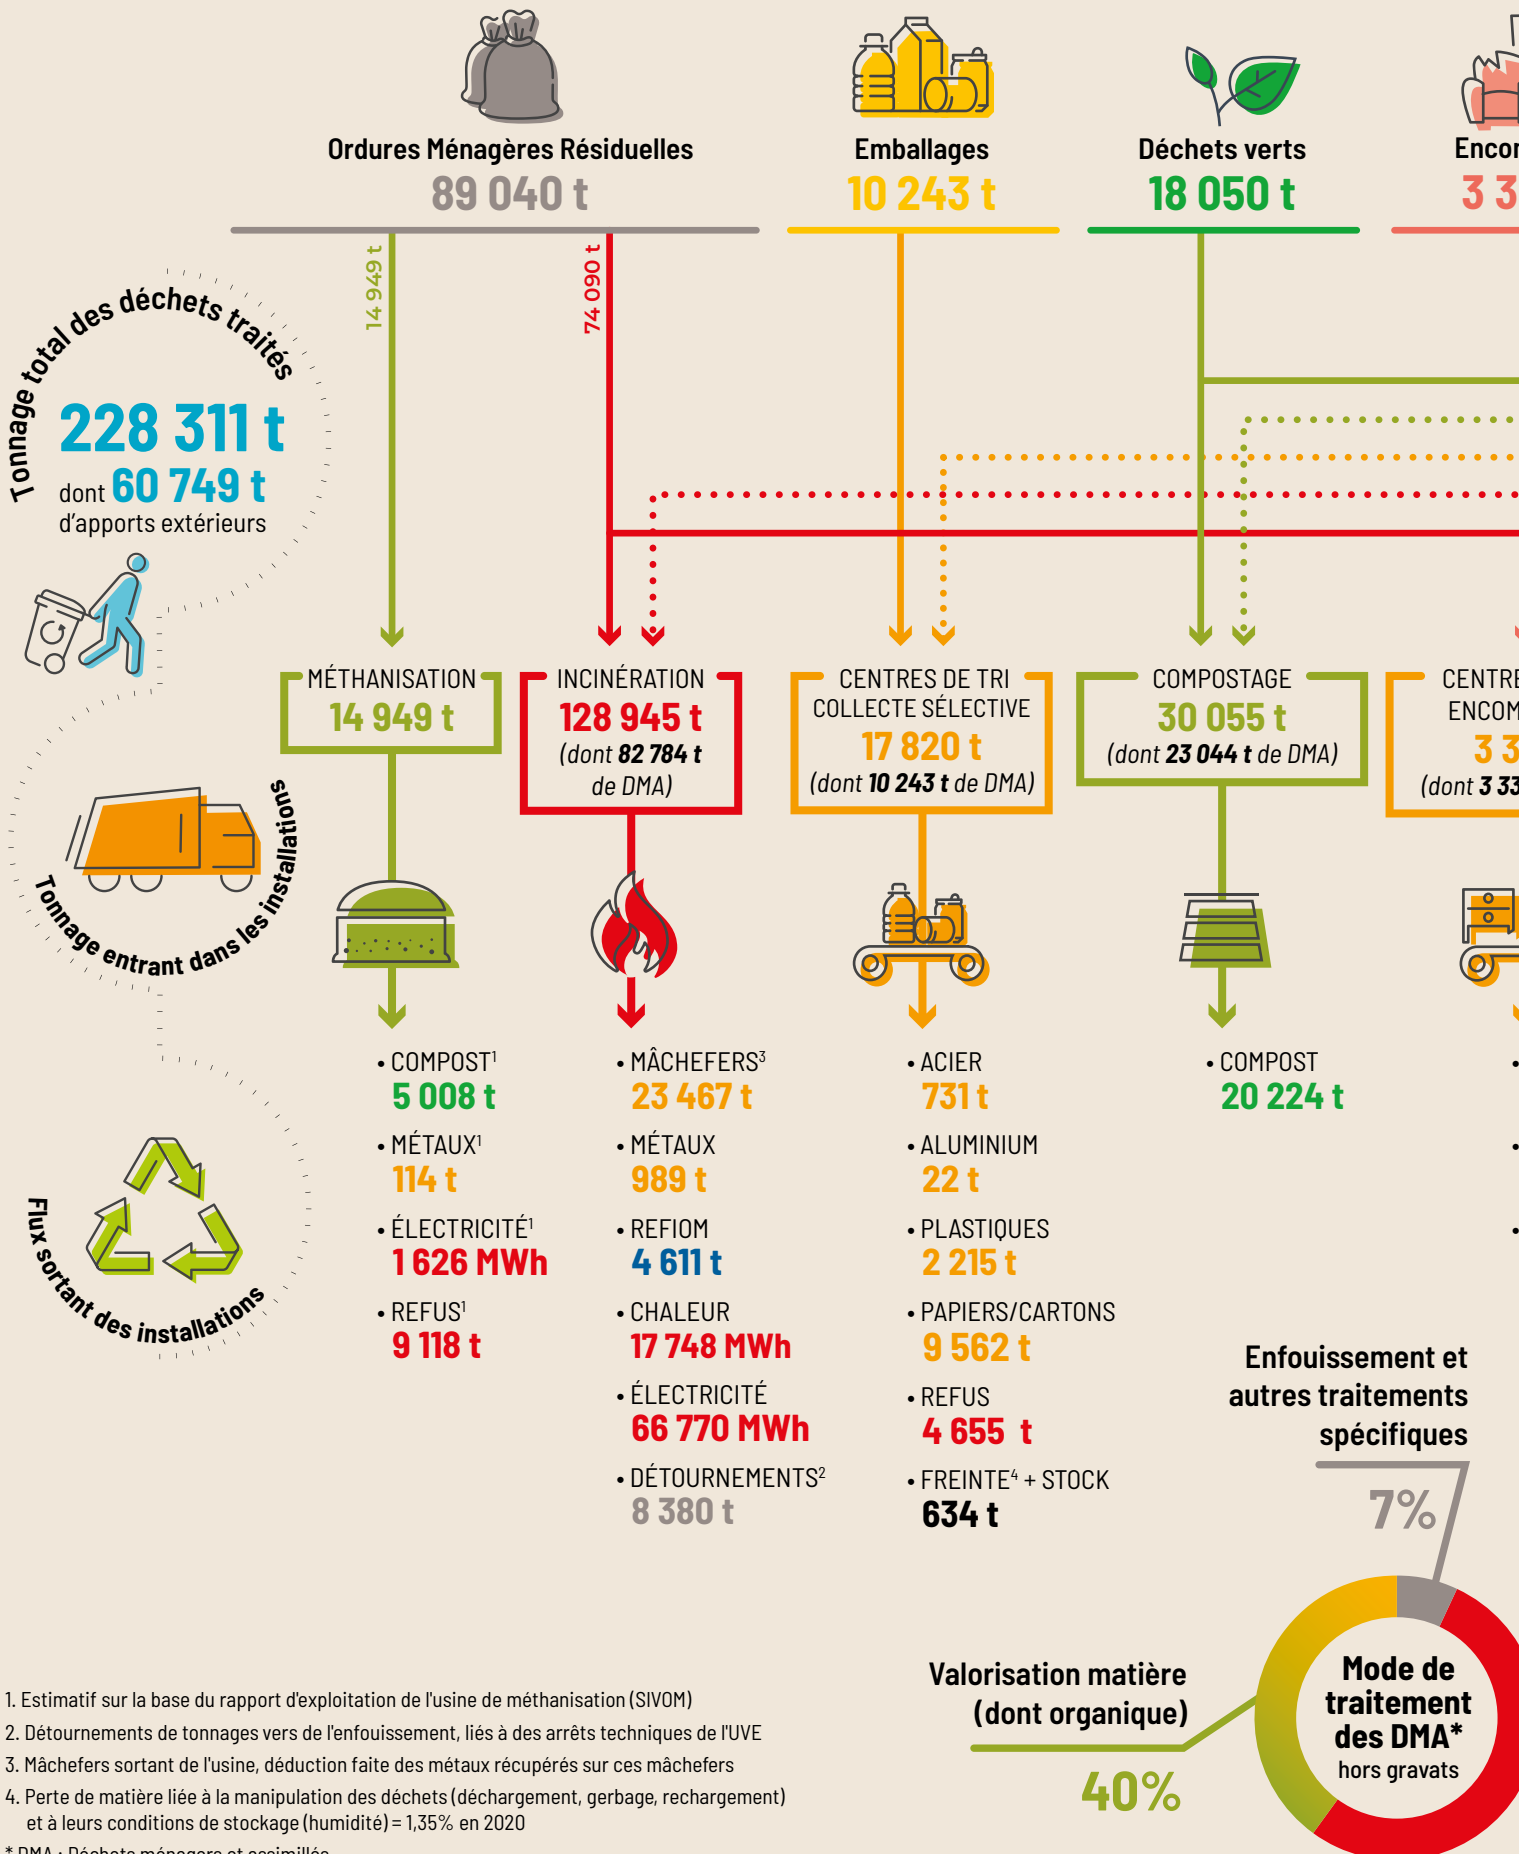 Ordures Ménagères Résiduelles
89 040 t
Emballages
10 243 t
Déchets verts
18 050 t
14 949 t
74 090 t
Tonnage total des déchets traités
228 311 t
dont 60 749 t
d'apports extérieurs
MÉTHANISATION
14 949 t
INCINÉRATION
128 945 t
(dont 82 784 t
de DMA)
CENTRES DE TRI
COLLECTE SÉLECTIVE
17 820 t
(dont 10 243 t de DMA)
COMPOSTAGE
30 055 t
(dont 23 044 t de DMA)
CENTRE
(dont
Tonnage entrant dans les installations
• COMPOST¹
5 008 t
• MÉTAUX¹
114 t
• ÉLECTRICITÉ¹
1 626 MWh
• REFUS¹
9 118 t
• MÂCHEFERS³
23 467 t
• MÉTAUX
989 t
• REFIOM
4 611 t
• CHALEUR
17 748 MWh
• ÉLECTRICITÉ
66 770 MWh
• DÉTOURNEMENTS²
8 380 t
• ACIER
731 t
• ALUMINIUM
22 t
• PLASTIQUES
2 215 t
• PAPIERS/CARTONS
9 562 t
• REFUS
4 655 t
• FREINTE⁴ + STOCK
634 t
• COMPOST
20 224 t
Flux sortant des installations
Enfouissement et
autres traitements
spécifiques
7%
Valorisation matière
(dont organique)
40%
Mode de
traitement
des DMA*
hors gravats
1. Estimatif sur la base du rapport d'exploitation de l'usine de méthanisation (SIVOM)
2. Détournements de tonnages vers de l'enfouissement, liés à des arrêts techniques de l'UVE
3. Mâchefers sortant de l'usine, déduction faite des métaux récupérés sur ces mâchefers
4. Perte de matière liée à la manipulation des déchets (déchargement, gerbage, rechargement)
et à leurs conditions de stockage (humidité) = 1,35% en 2020
* DMA : Déchets ménagers et assimilés